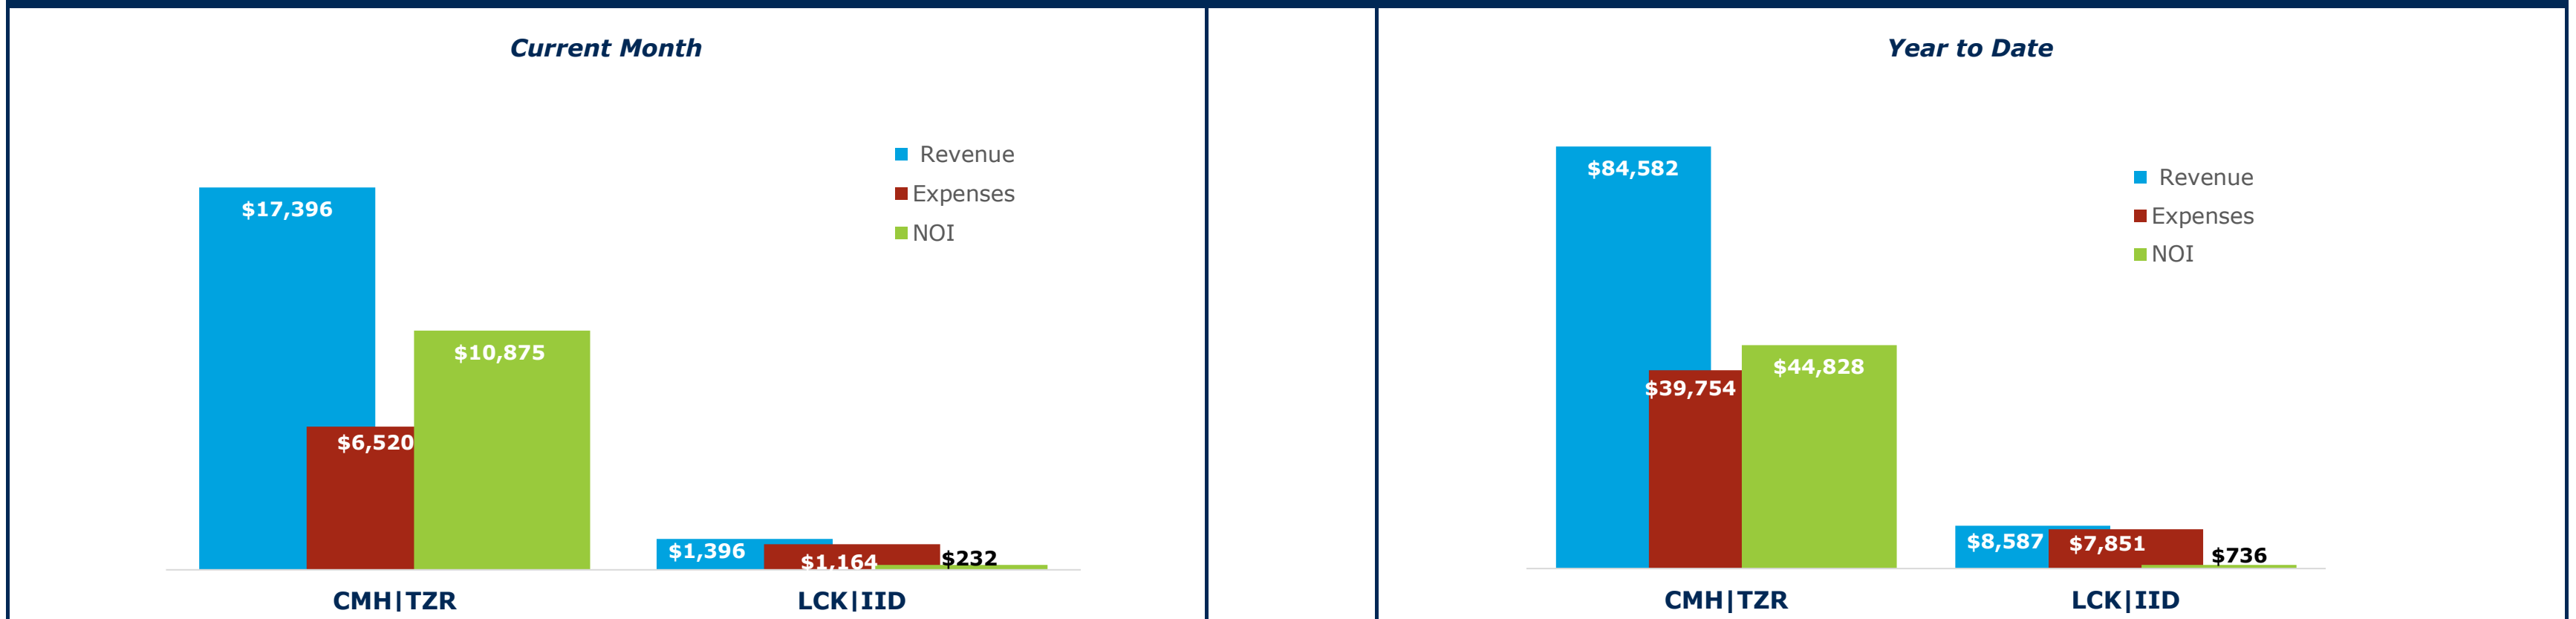 Current Month
Revenue
Expenses
NOI
$17,396
$10,875
$6,520
$1,396
$1,164
$232
CMH|TZR
LCK|IID
Year to Date
Revenue
Expenses
NOI
$84,582
$44,828
$39,754
$8,587
$7,851
$736
CMH|TZR
LCK|IID